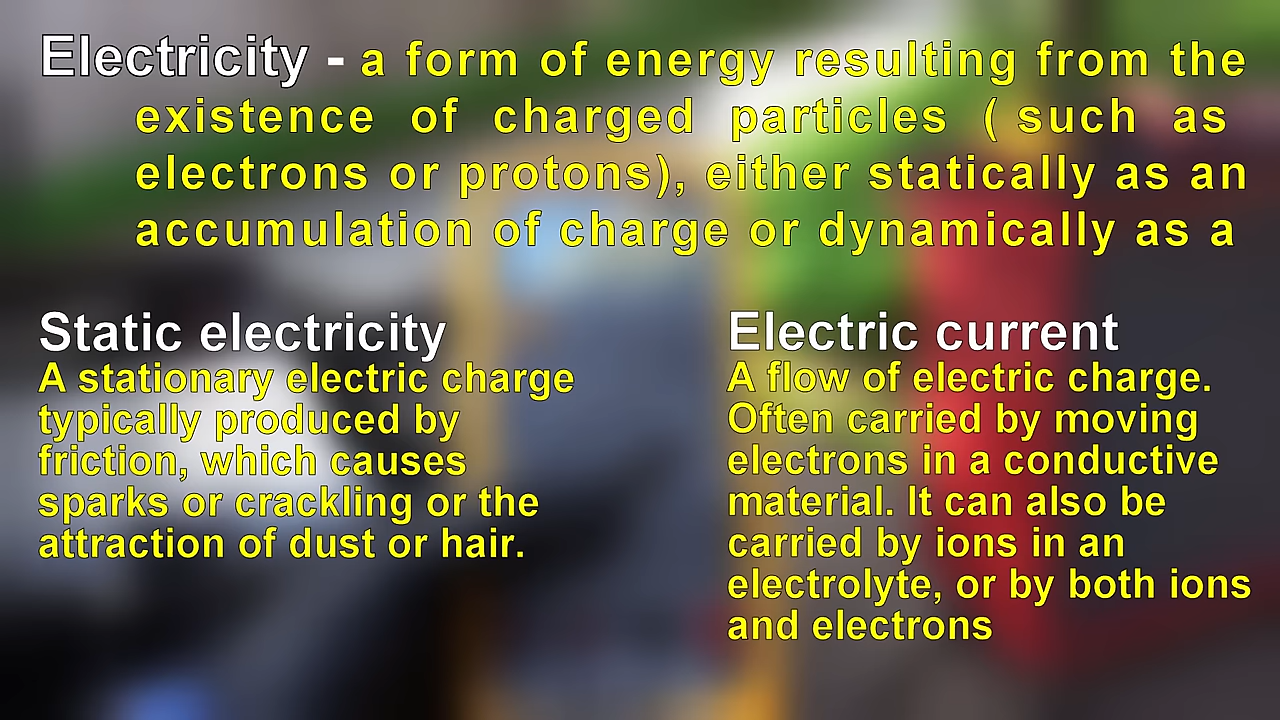 Electricity - a form of energy resulting from the
existence of charged particles ( such as
electrons or protons), either statically as an
accumulation of charge or dynamically as a
Static electricity
A stationary electric charge
typically produced by
friction, which causes
sparks or crackling or the
attraction of dust or hair.
Electric current
A flow of electric charge.
Often carried by moving
electrons in a conductive
material. It can also be
carried by ions in an
electrolyte, or by both ions
and electrons